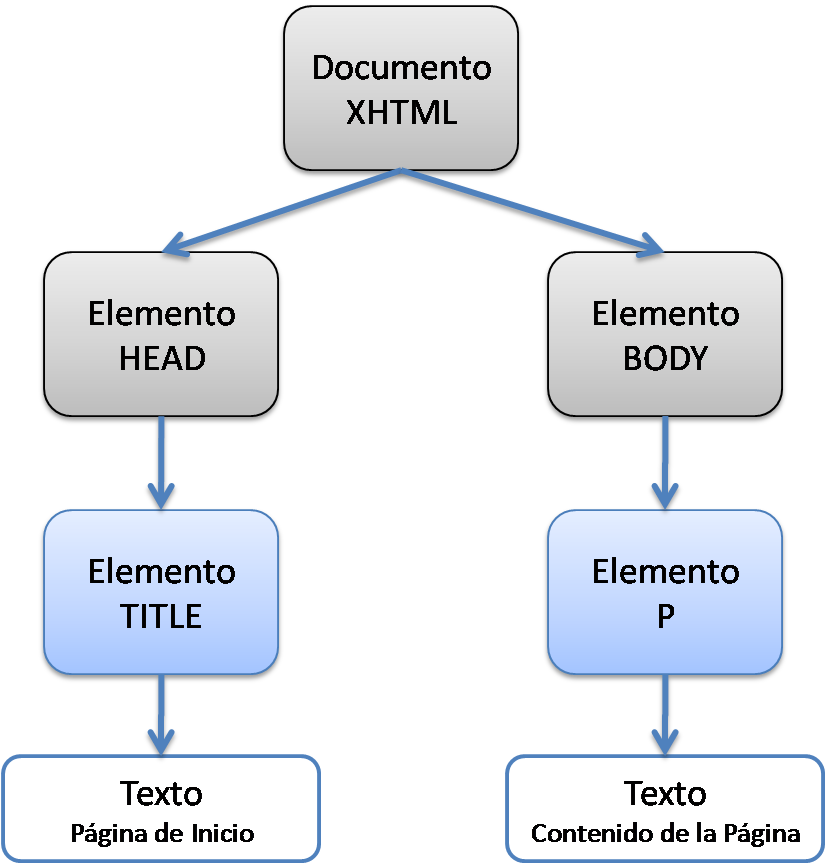 Documento
XHTML
Elemento
HEAD
Elemento
BODY
Elemento
TITLE
Elemento
P
Texto
Página de Inicio
Texto
Contenido de la Página